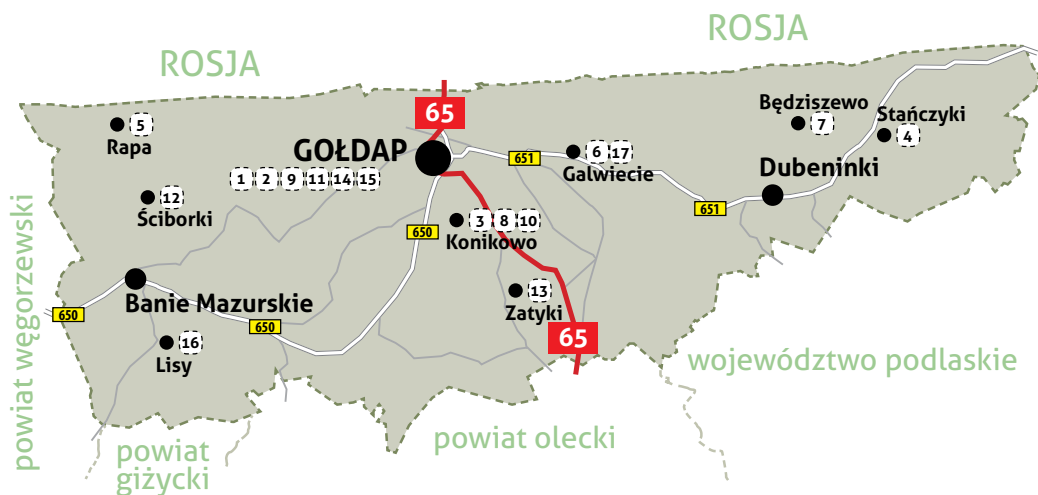 ROSJA
ROSJA
65
Będziszewo
7
Stańczyki
4
5
Rapa
GOŁDAP
1 2 9 11 14 15
651
6 17
Galwiecie
Dubeninki
651
12
Ściborki
650
3 8 10
Konikowo
13
Zatyki
Banie Mazurskie
650
650
65
16
Lisy
powiat węgorzewski
województwo podlaskie
powiat olecki
powiat
giżycki